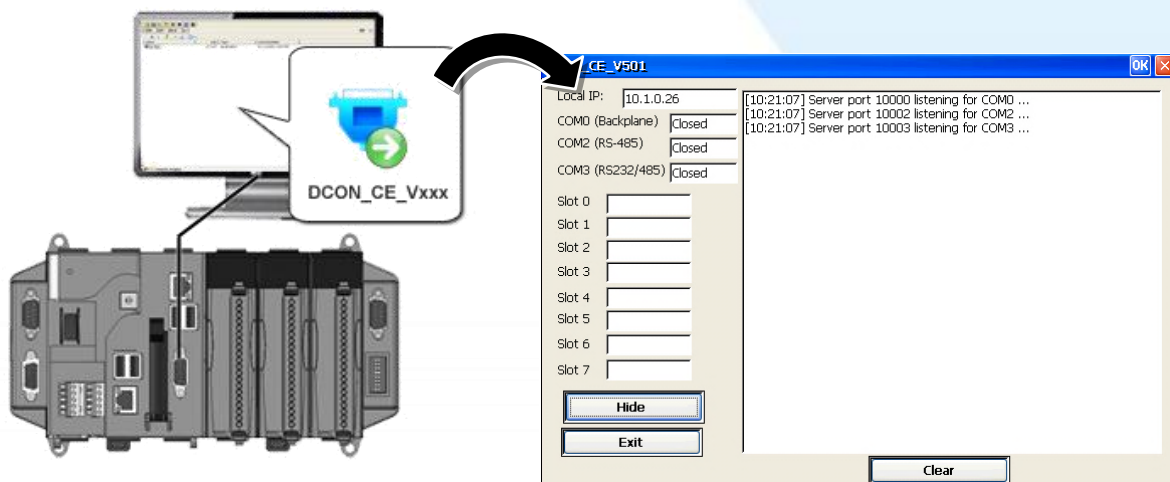 DCON_CE_Vxxx
_CE_V501
OK
Local IP: 10.1.0.26
COM0 (Backplane) Closed
COM2 (RS-485) Closed
COM3 (RS232/485) Closed
Slot 0
Slot 1
Slot 2
Slot 3
Slot 4
Slot 5
Slot 6
Slot 7
Hide
Exit
[10:21:07] Server port 10000 listening for COM0 ...
[10:21:07] Server port 10002 listening for COM2 ...
[10:21:07] Server port 10003 listening for COM3 ...
Clear